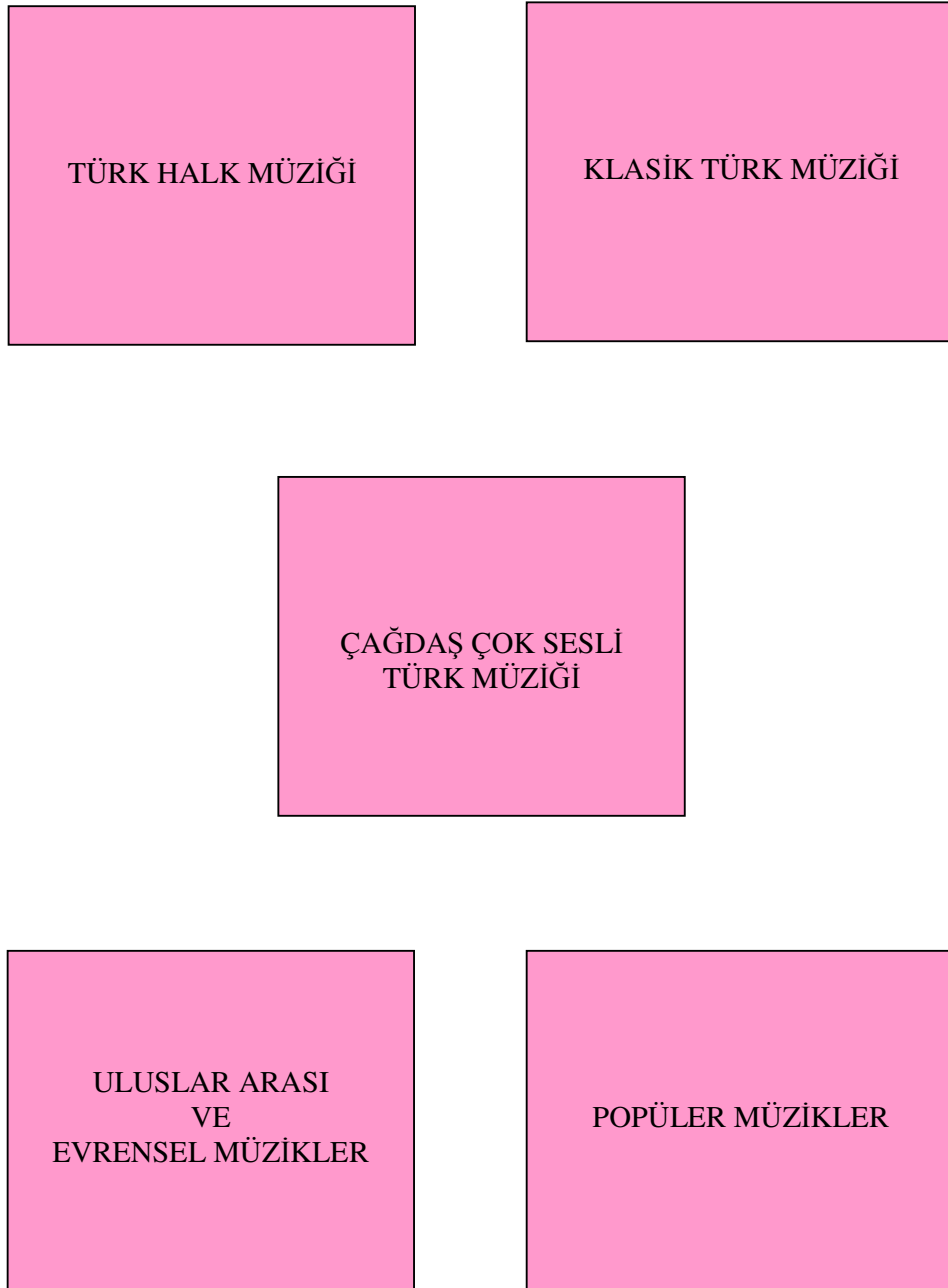 TÜRK HALK MÜZİĞİ
KLASİK TÜRK MÜZİĞİ
ÇAĞDAŞ ÇOK SESLİ
TÜRK MÜZİĞİ
ULUSLAR ARASI
VE
EVRENSEL MÜZİKLER
POPÜLER MÜZİKLER